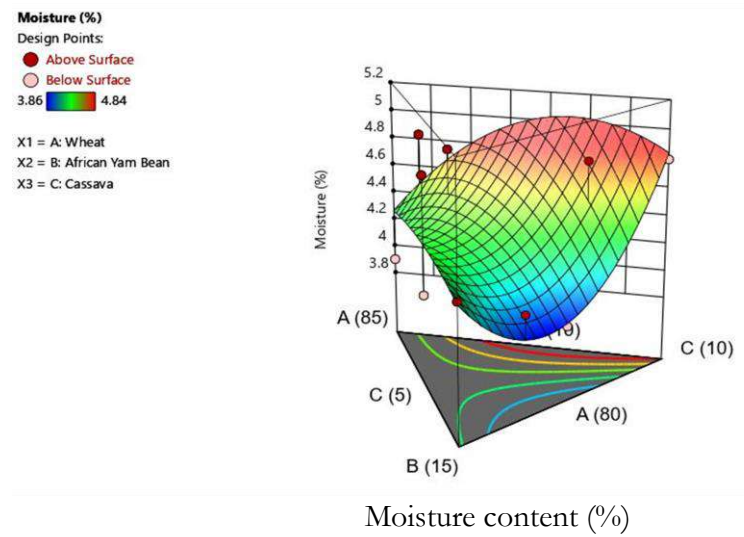 Moisture (%)
Design Points:
Above Surface
Below Surface
3.86 4.84
X1 = A: Wheat
X2 = B: African Yam Bean
X3 = C: Cassava
5.2
5
4.8
4.6
4.4
4.2
4
3.8
Moisture (%)
A (85)
C (10)
C (5)
A (80)
B (15)
Moisture content (%)